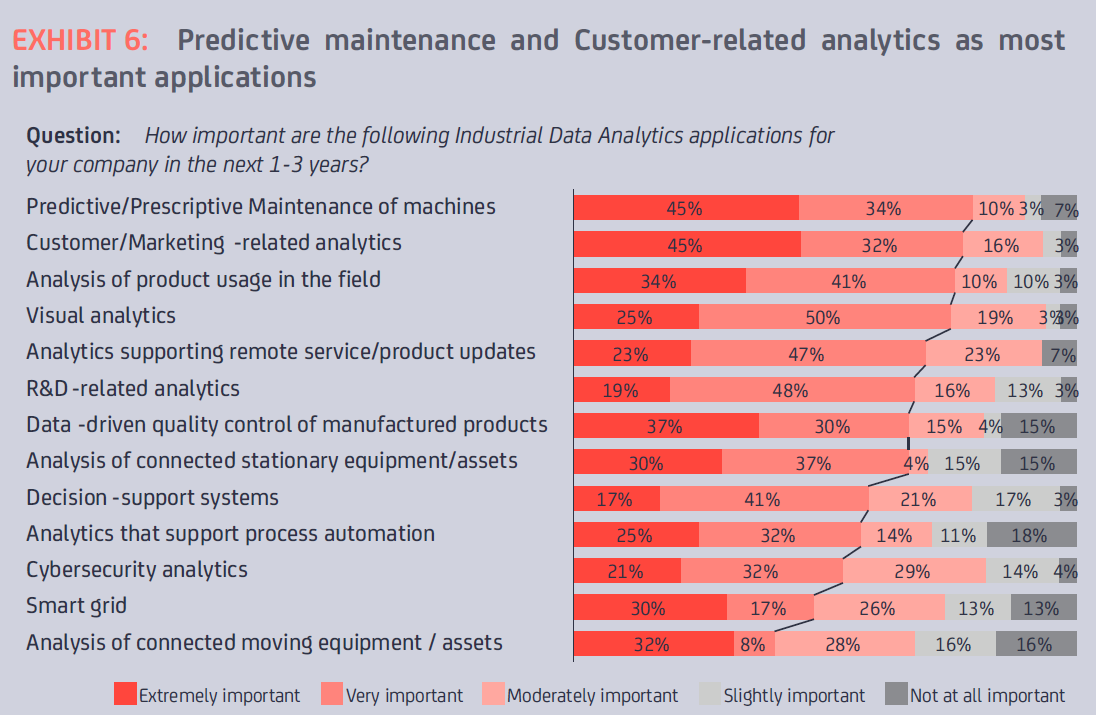 EXHIBIT 6: Predictive maintenance and Customer-related analytics as most
important applications
Question: How important are the following Industrial Data Analytics applications for
your company in the next 1-3 years?
Predictive/Prescriptive Maintenance of machines 45% 34% 10% 3% 7%
Customer/Marketing -related analytics 45% 32% 16% 3%
Analysis of product usage in the field 34% 41% 10% 10% 3%
Visual analytics 25% 50% 19% 3% 3%
Analytics supporting remote service/product updates 23% 47% 23% 7%
R&D -related analytics 19% 48% 16% 13% 3%
Data -driven quality control of manufactured products 37% 30% 15% 4% 15%
Analysis of connected stationary equipment/assets 30% 37% 4% 15% 15%
Decision -support systems 17% 41% 21% 17% 3%
Analytics that support process automation 25% 32% 14% 11% 18%
Cybersecurity analytics 21% 32% 29% 14% 4%
Smart grid 30% 17% 26% 13% 13%
Analysis of connected moving equipment / assets 32% 8% 28% 16% 16%
Extremely important Very important Moderately important Slightly important Not at all important